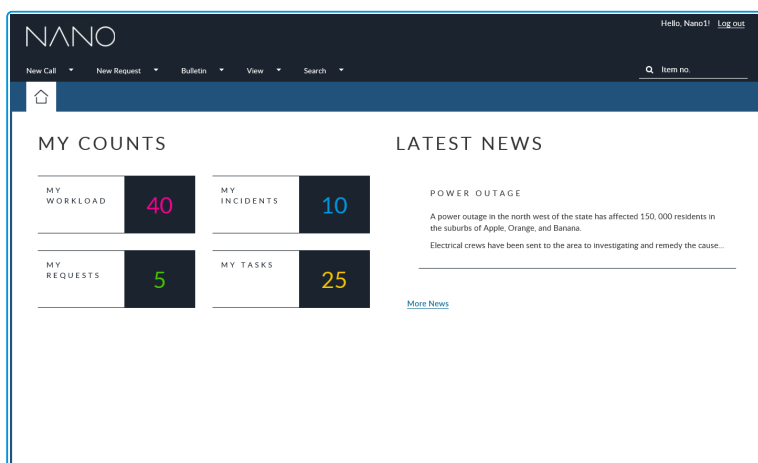 Hello, Nano1! Log out
NANO
New Call New Request Bulletin View Search
Item no.
MY COUNTS
MY
WORKLOAD
40
MY
INCIDENTS
10
MY
REQUESTS
5
MY TASKS
25
LATEST NEWS
POWER OUTAGE
A power outage in the north west of the state has affected 150, 000 residents in
the suburbs of Apple, Orange, and Banana.
Electrical crews have been sent to the area to investigating and remedy the cause...
More News